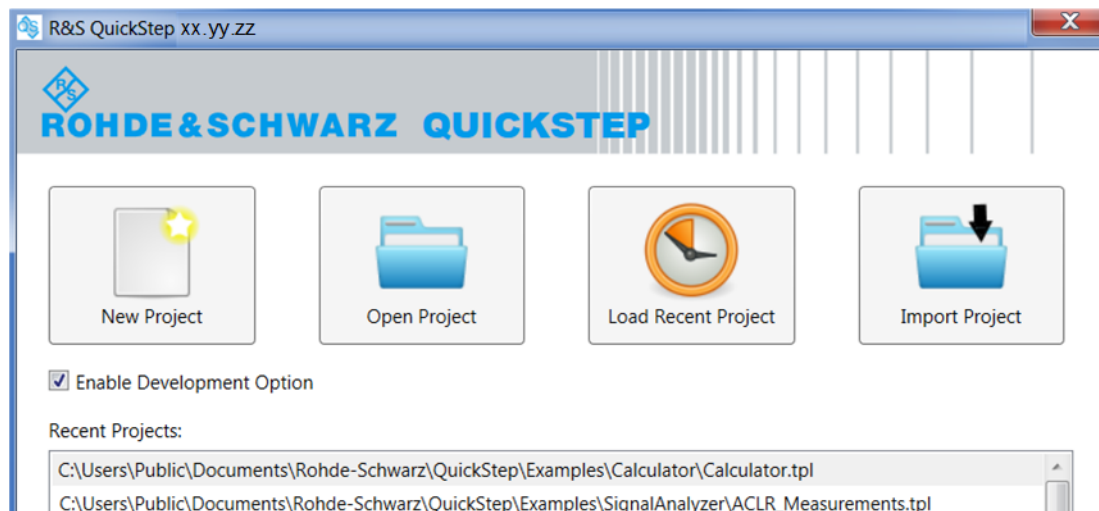 R&S QuickStep xx.yy.zz
R&S
ROHDE&SCHWARZ QUICKSTEP
New Project
Open Project
Load Recent Project
Import Project
Enable Development Option
Recent Projects:
C:\Users\Public\Documents\Rohde-Schwarz\QuickStep\Examples\Calculator\Calculator.tpl
C:\Users\Public\Documents\Rohde-Schwarz\QuickStep\Examples\SignalAnalyzer\ACLR_Measurements.tpl